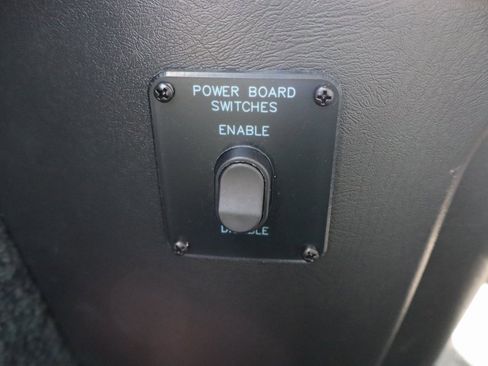 POWER BOARD
SWITCHES
ENABLE